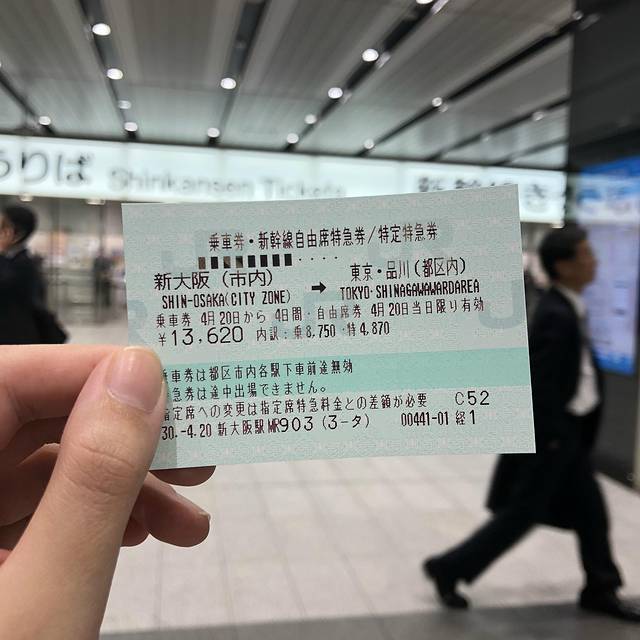 うりば Shinkansen Tickets 新幹線きっ
乗車券・新幹線自由席特急券/特定特急券
新大阪(市内) → 東京・品川(都区内)
SHIN-OSAKA(CITY ZONE) TOKYO・SHINAGAWAWARDAREA
乗車券 4月20日から 4日間・自由席券 4月20日当日限り有効
¥13,620 内訳:乗8,750・特4,870
車券は都区市内各駅下車前途無効
急券は途中出場できません。
指定席への変更は指定席特急料金との差額が必要 C52
30.-4.20 新大阪駅MR903 (3-タ) 00441-01 経1